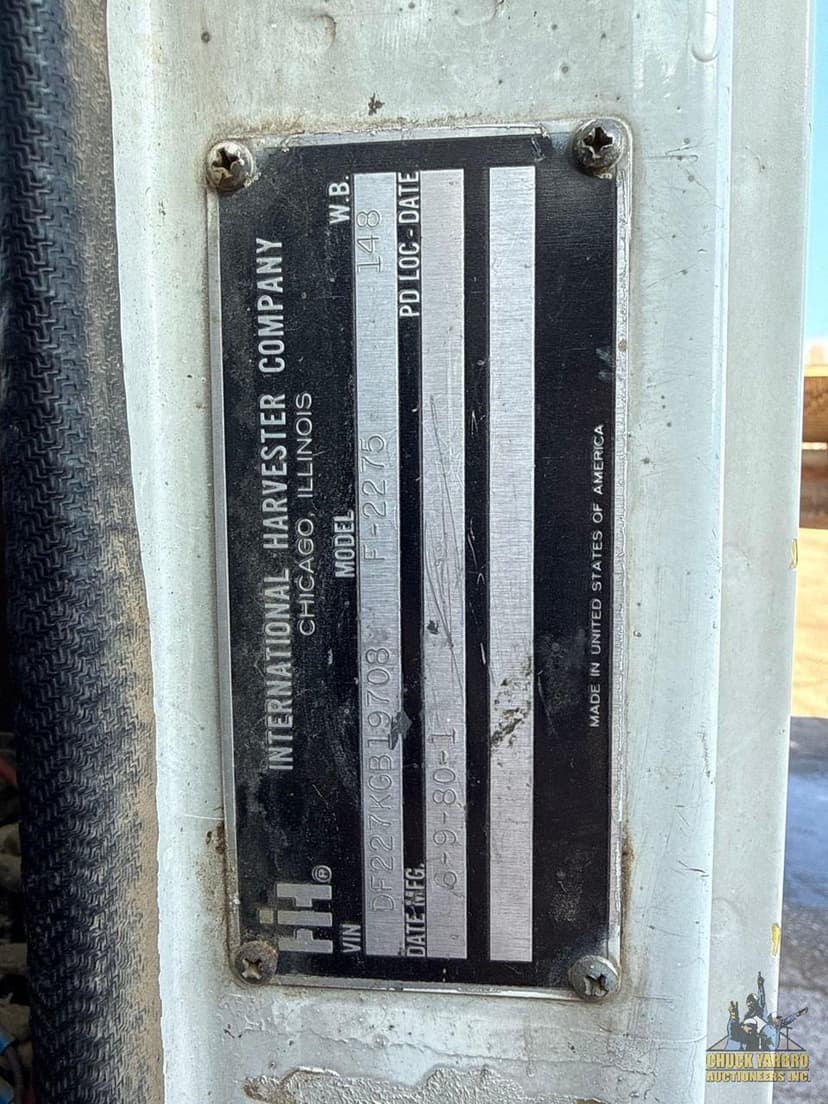 INTERNATIONAL HARVESTER COMPANY
CHICAGO, ILLINOIS
IH®
VIN MODEL W.B.
DF227KGB19708 F-2275 148
DATE MFG. PD LOC-DATE
6-9-80-1
MADE IN UNITED STATES OF AMERICA
CHUCK YARBRO
AUCTIONEERS INC.